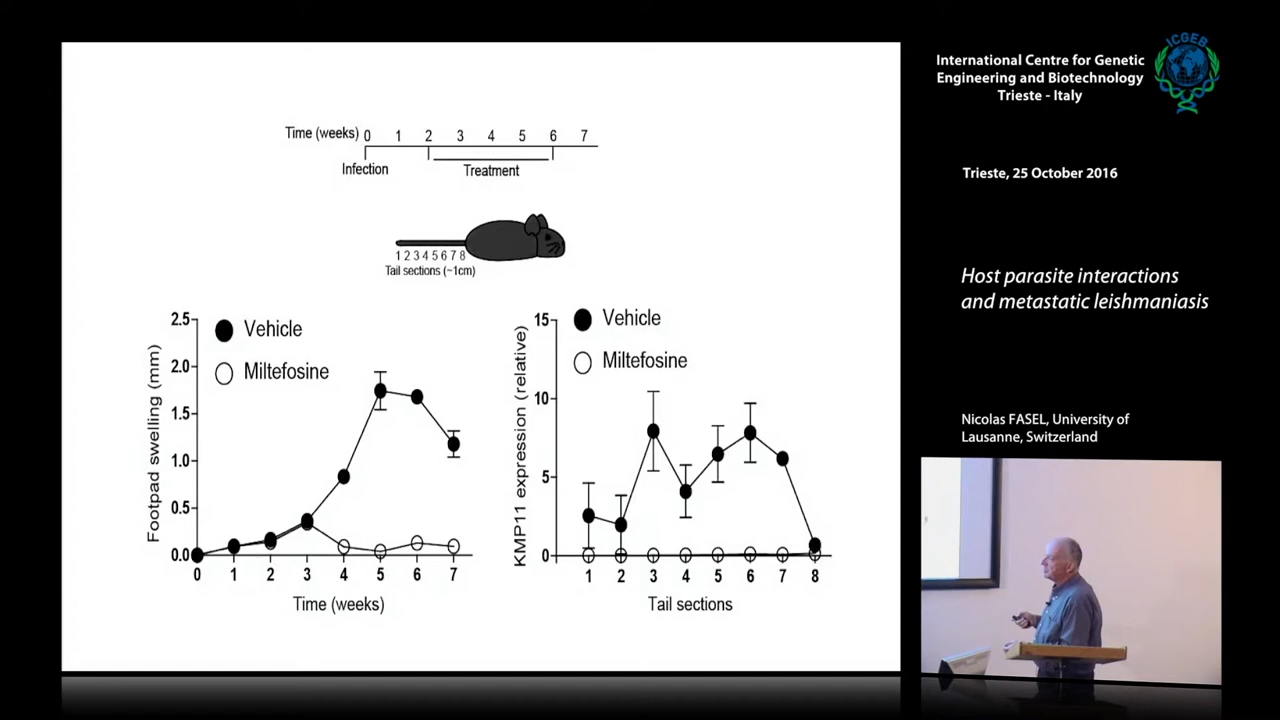 Time (weeks) 0 1 2 3 4 5 6 7
Infection
Treatment
1 2 3 4 5 6 7 8
Tail sections (~1cm)
2.5
2.0
1.5
1.0
0.5
0.0
Footpad swelling (mm)
Vehicle
Miltefosine
0 1 2 3 4 5 6 7
Time (weeks)
15
10
5
0
KMP11 expression (relative)
Vehicle
Miltefosine
1 2 3 4 5 6 7 8
Tail sections
International Centre for Genetic
Engineering and Biotechnology
Trieste - Italy
ICGEB
Trieste, 25 October 2016
Host parasite interactions
and metastatic leishmaniasis
Nicolas FASEL, University of
Lausanne, Switzerland